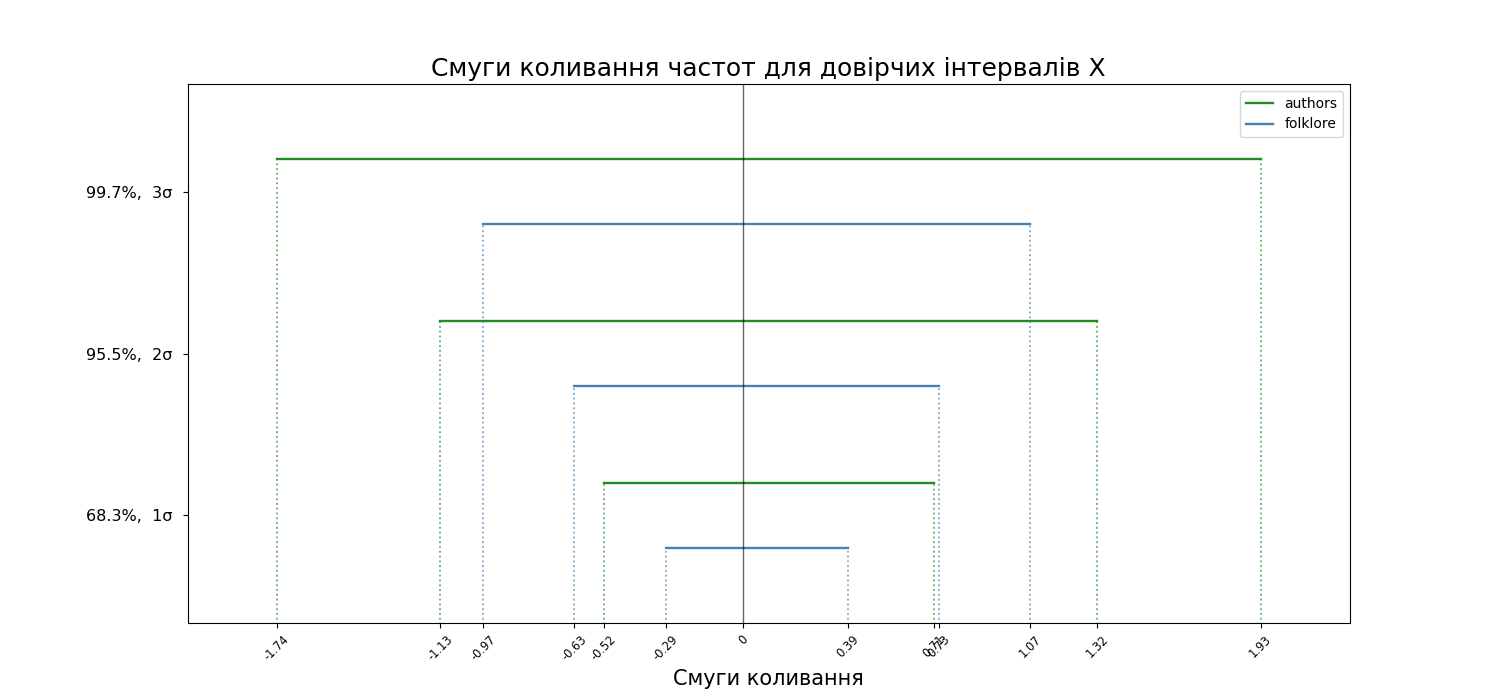 Смуги коливання частот для довірчих інтервалів X
authors
folklore
99.7%, 3σ
95.5%, 2σ
68.3%, 1σ
-1.74 -1.13 -0.97 -0.63 -0.52 -0.29 0 0.39 0.73 1.07 1.32 1.93
Смуги коливання